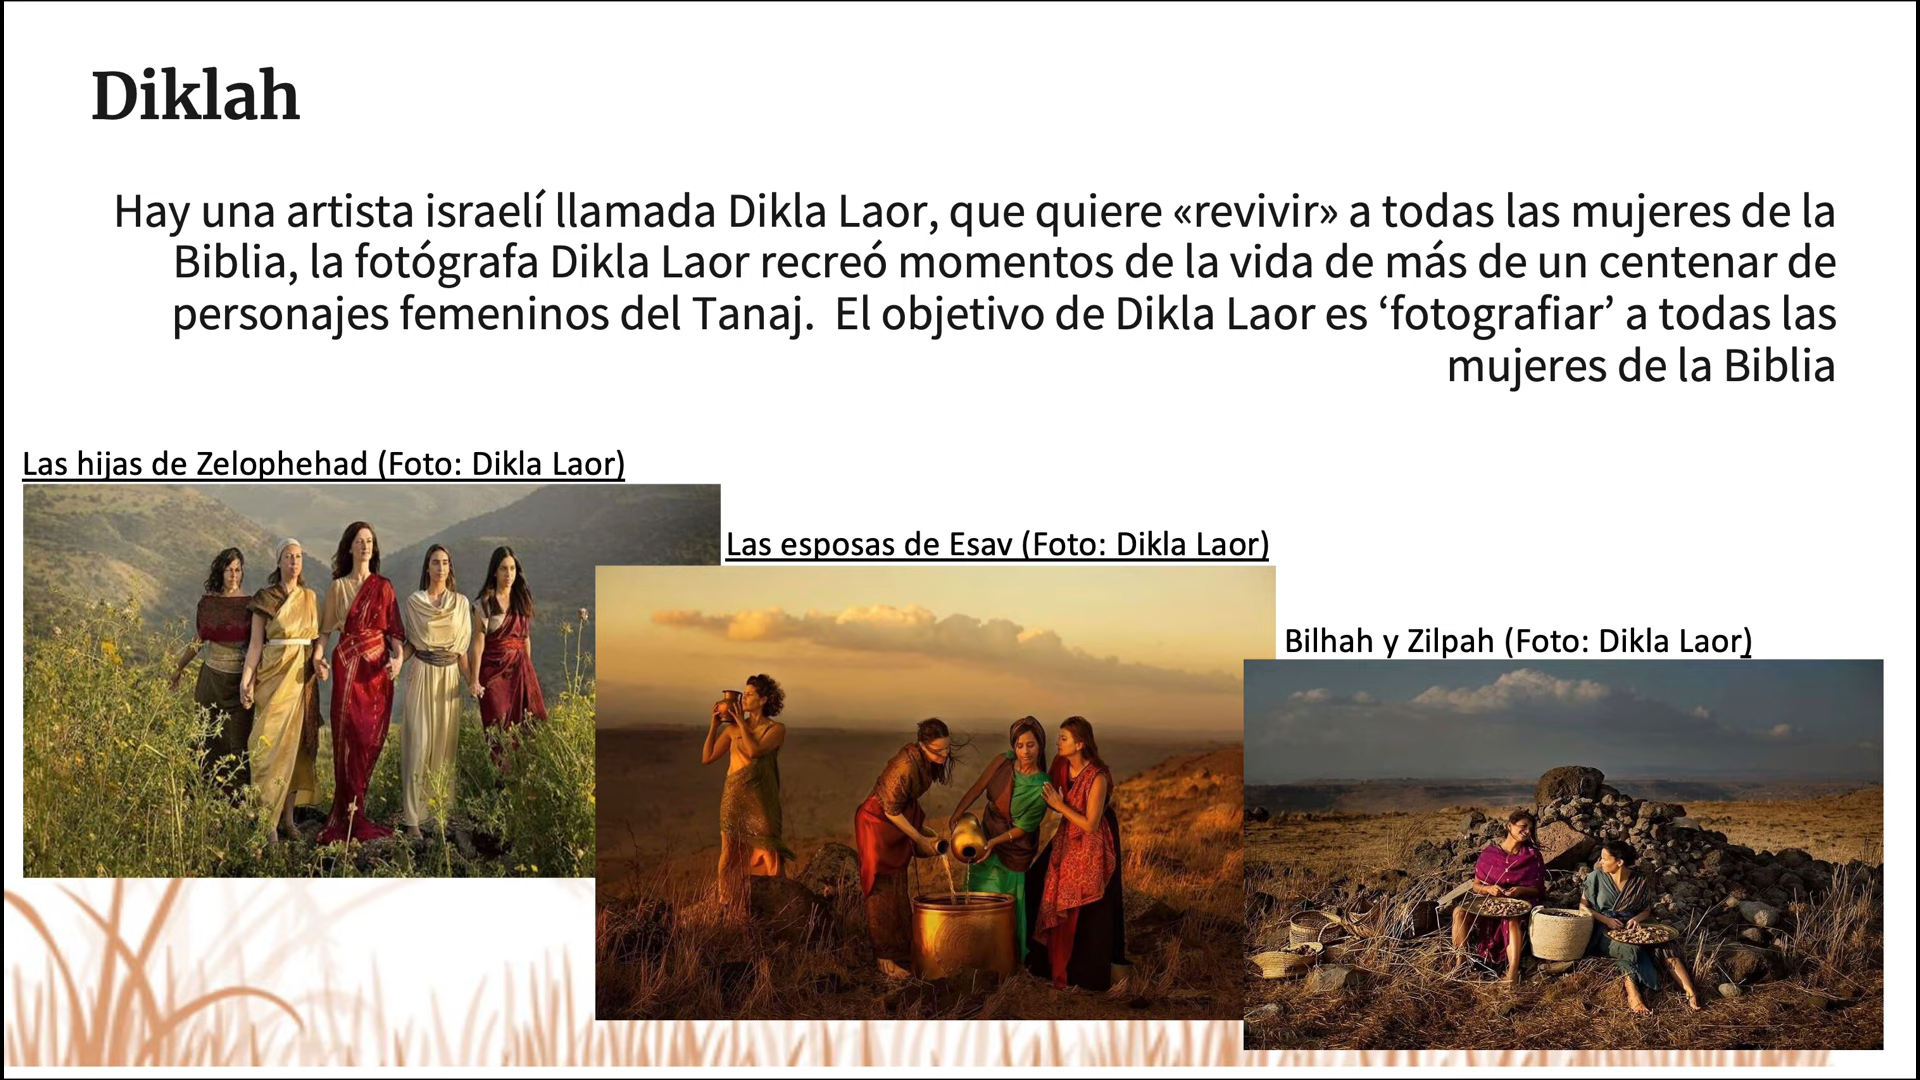 Diklah
Hay una artista israelí llamada Dikla Laor, que quiere «revivir» a todas las mujeres de la
Biblia, la fotógrafa Dikla Laor recreó momentos de la vida de más de un centenar de
personajes femeninos del Tanaj.  El objetivo de Dikla Laor es ‘fotografiar’ a todas las
mujeres de la Biblia
Las hijas de Zelophehad (Foto: Dikla Laor)
Las esposas de Esav (Foto: Dikla Laor)
Bilhah y Zilpah (Foto: Dikla Laor)